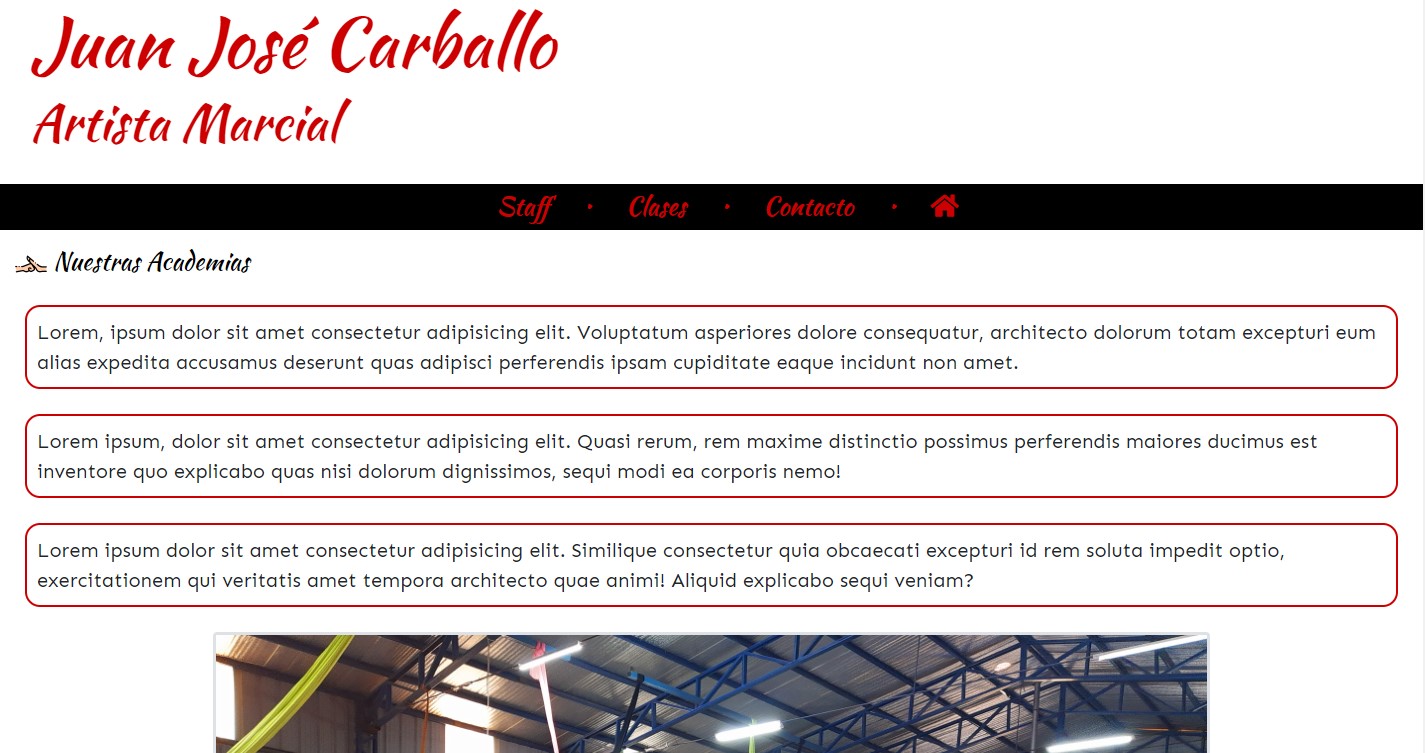 Juan José Carballo
Artista Marcial
Staff · Clases · Contacto ·
Nuestras Academias
Lorem, ipsum dolor sit amet consectetur adipisicing elit. Voluptatum asperiores dolore consequatur, architecto dolorum totam excepturi eum
alias expedita accusamus deserunt quas adipisci perferendis ipsam cupiditate eaque incidunt non amet.
Lorem ipsum, dolor sit amet consectetur adipisicing elit. Quasi rerum, rem maxime distinctio possimus perferendis maiores ducimus est
inventore quo explicabo quas nisi dolorum dignissimos, sequi modi ea corporis nemo!
Lorem ipsum dolor sit amet consectetur adipisicing elit. Similique consectetur quia obcaecati excepturi id rem soluta impedit optio,
exercitationem qui veritatis amet tempora architecto quae animi! Aliquid explicabo sequi veniam?